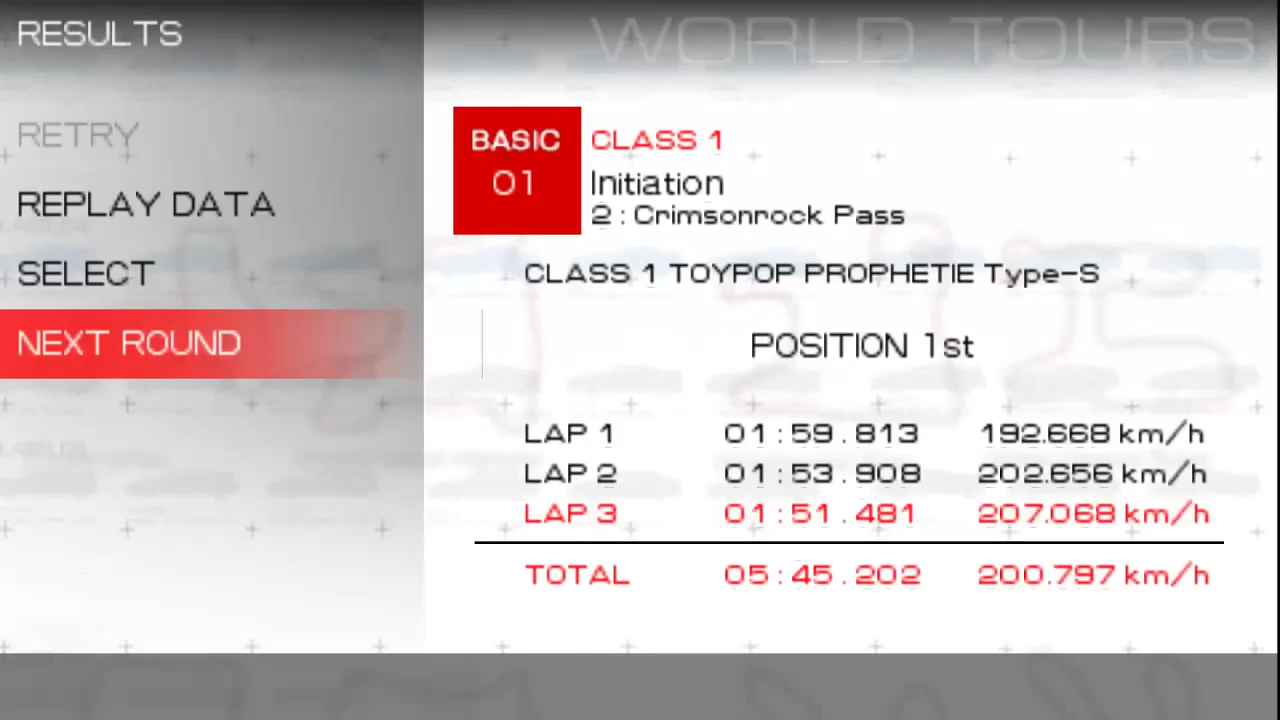 RESULTS
WORLD TOURS
RETRY
REPLAY DATA
SELECT
NEXT ROUND
BASIC
01
CLASS 1
Initiation
2 : Crimsonrock Pass
CLASS 1 TOYPOP PROPHETIE Type-S
POSITION 1st
LAP 1 01 : 59 . 813 192.668 km/h
LAP 2 01 : 53 . 908 202.656 km/h
LAP 3 01 : 51 . 481 207.068 km/h
TOTAL 05 : 45 . 202 200.797 km/h